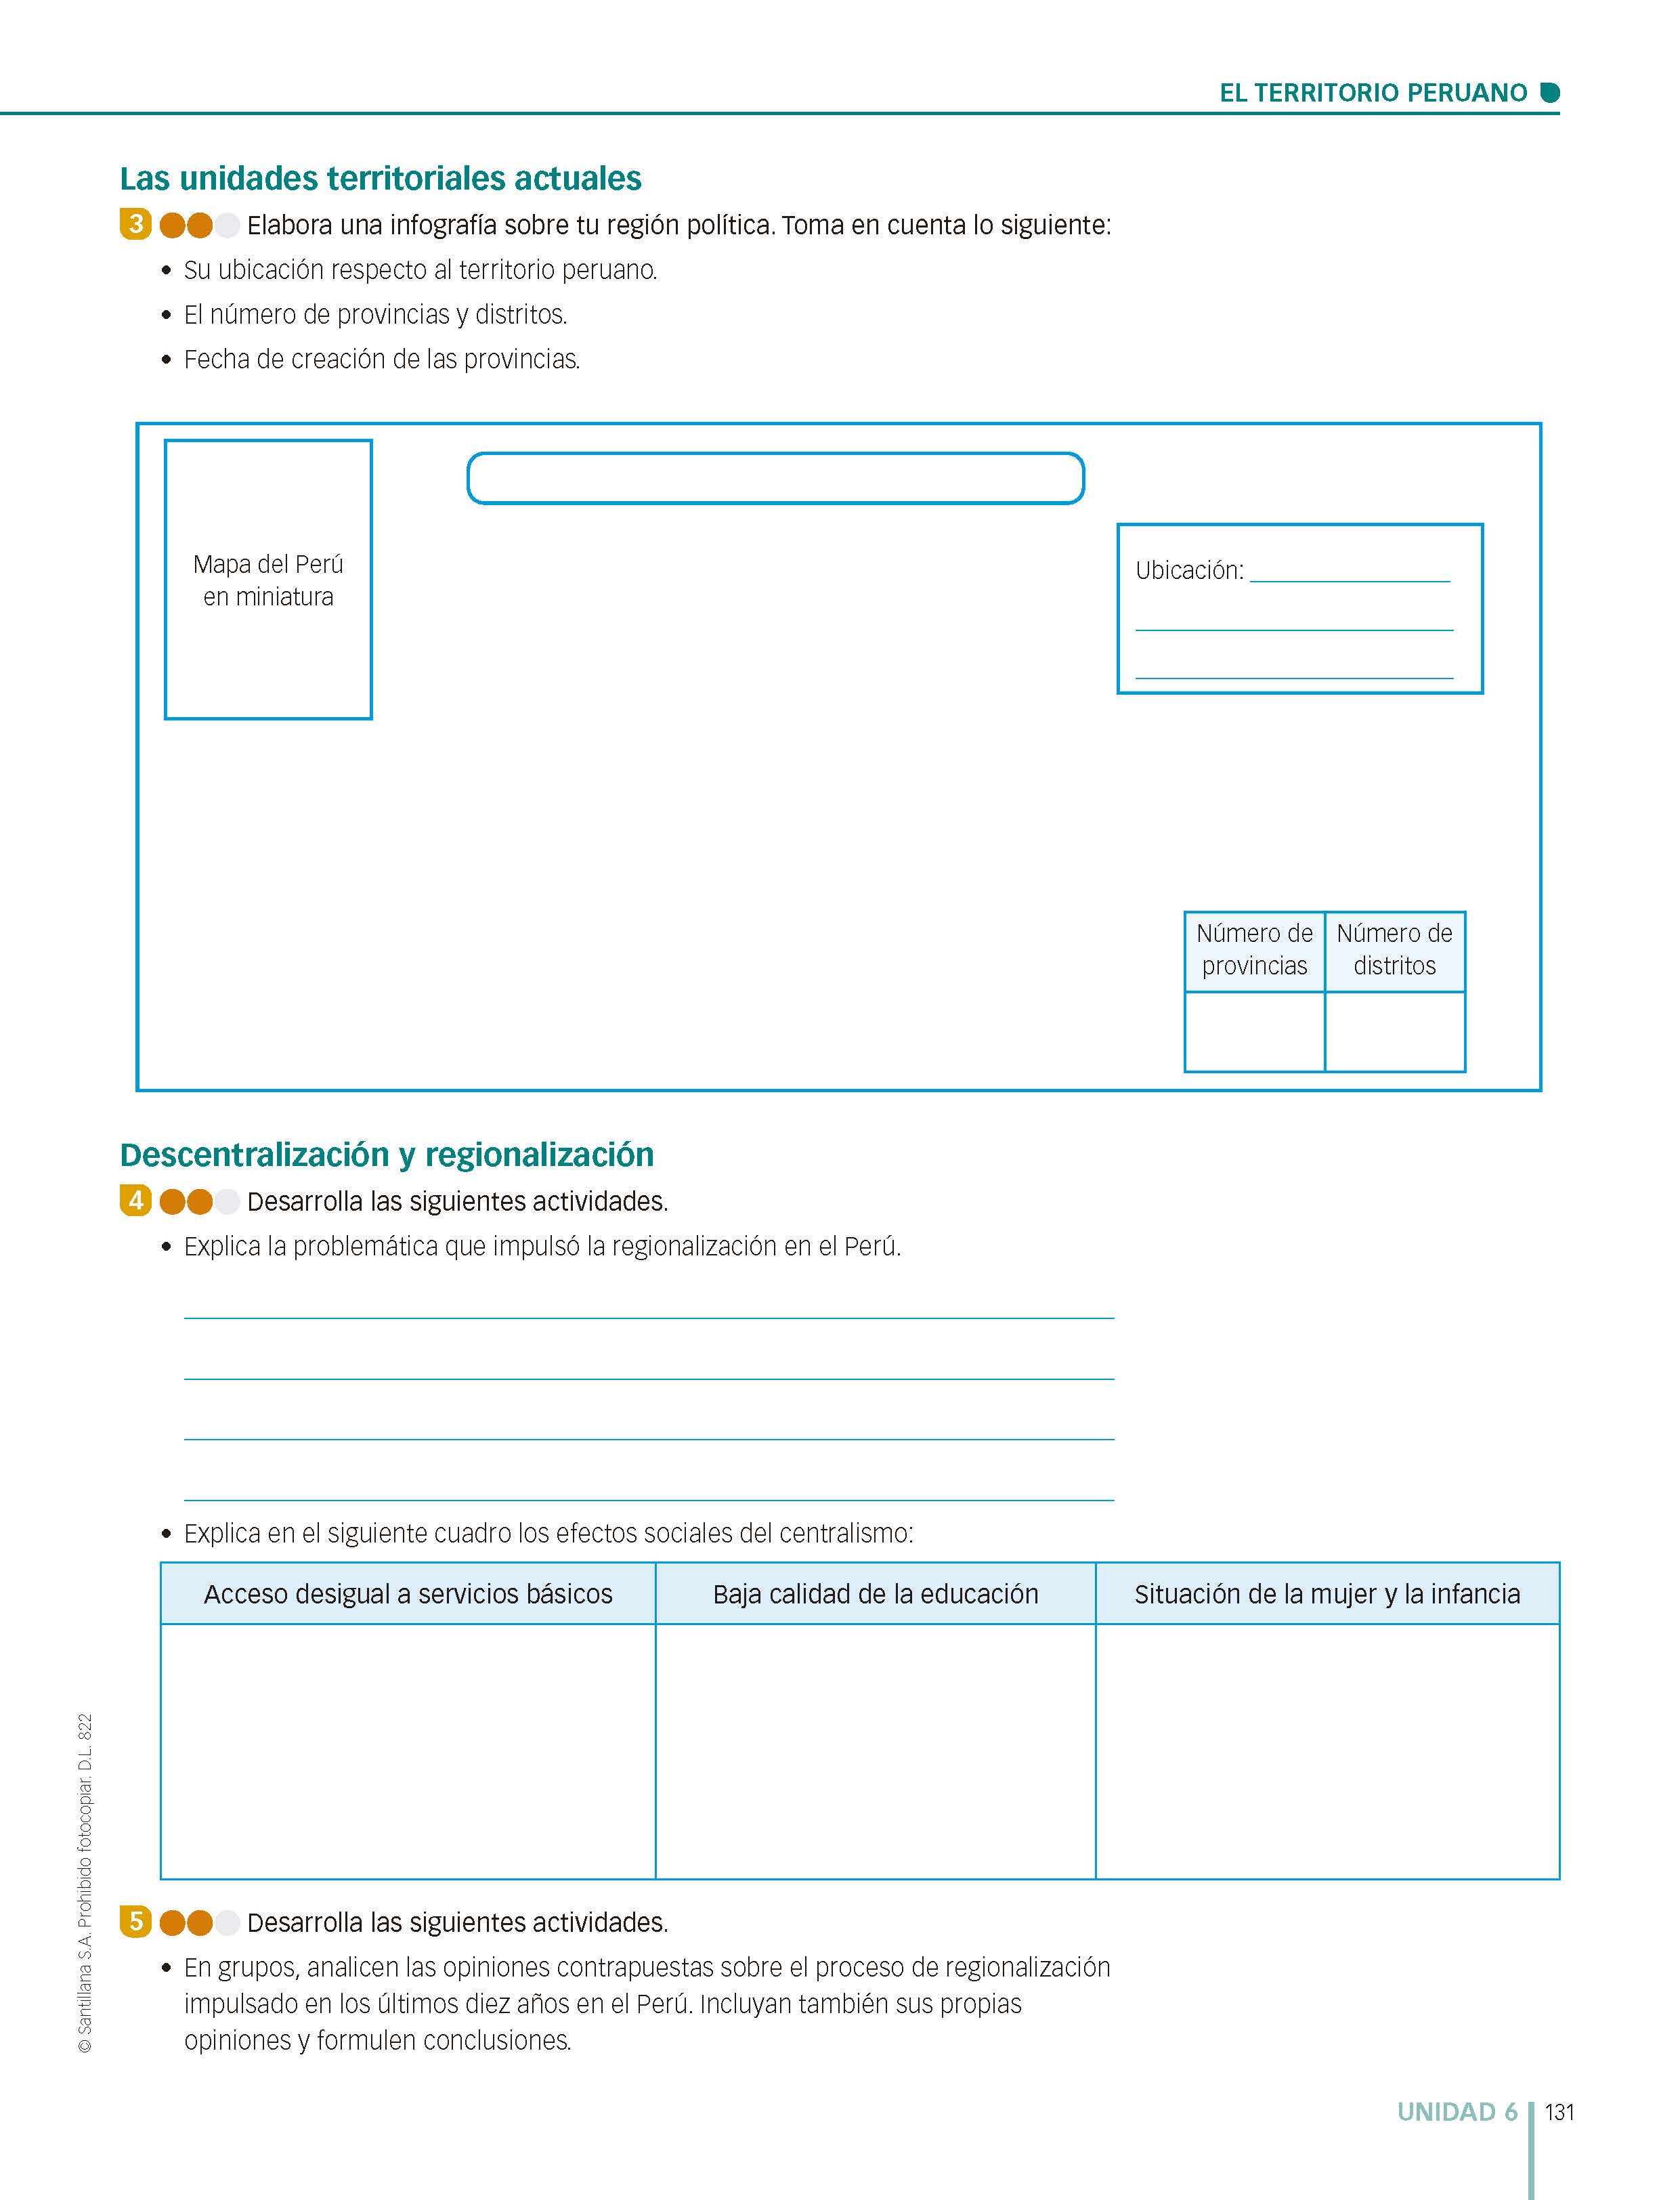 EL TERRITORIO PERUANO
Las unidades territoriales actuales
3 Elabora una infografía sobre tu región política. Toma en cuenta lo siguiente:
• Su ubicación respecto al territorio peruano.
• El número de provincias y distritos.
• Fecha de creación de las provincias.
Mapa del Perú
en miniatura
Ubicación:
Número de
provincias
Número de
distritos
Descentralización y regionalización
4 Desarrolla las siguientes actividades.
• Explica la problemática que impulsó la regionalización en el Perú.
• Explica en el siguiente cuadro los efectos sociales del centralismo:
Acceso desigual a servicios básicos
Baja calidad de la educación
Situación de la mujer y la infancia
5 Desarrolla las siguientes actividades.
• En grupos, analicen las opiniones contrapuestas sobre el proceso de regionalización
impulsado en los últimos diez años en el Perú. Incluyan también sus propias
opiniones y formulen conclusiones.
© Santillana S.A. Prohibido fotocopiar. D.L. 822
UNIDAD 6 131